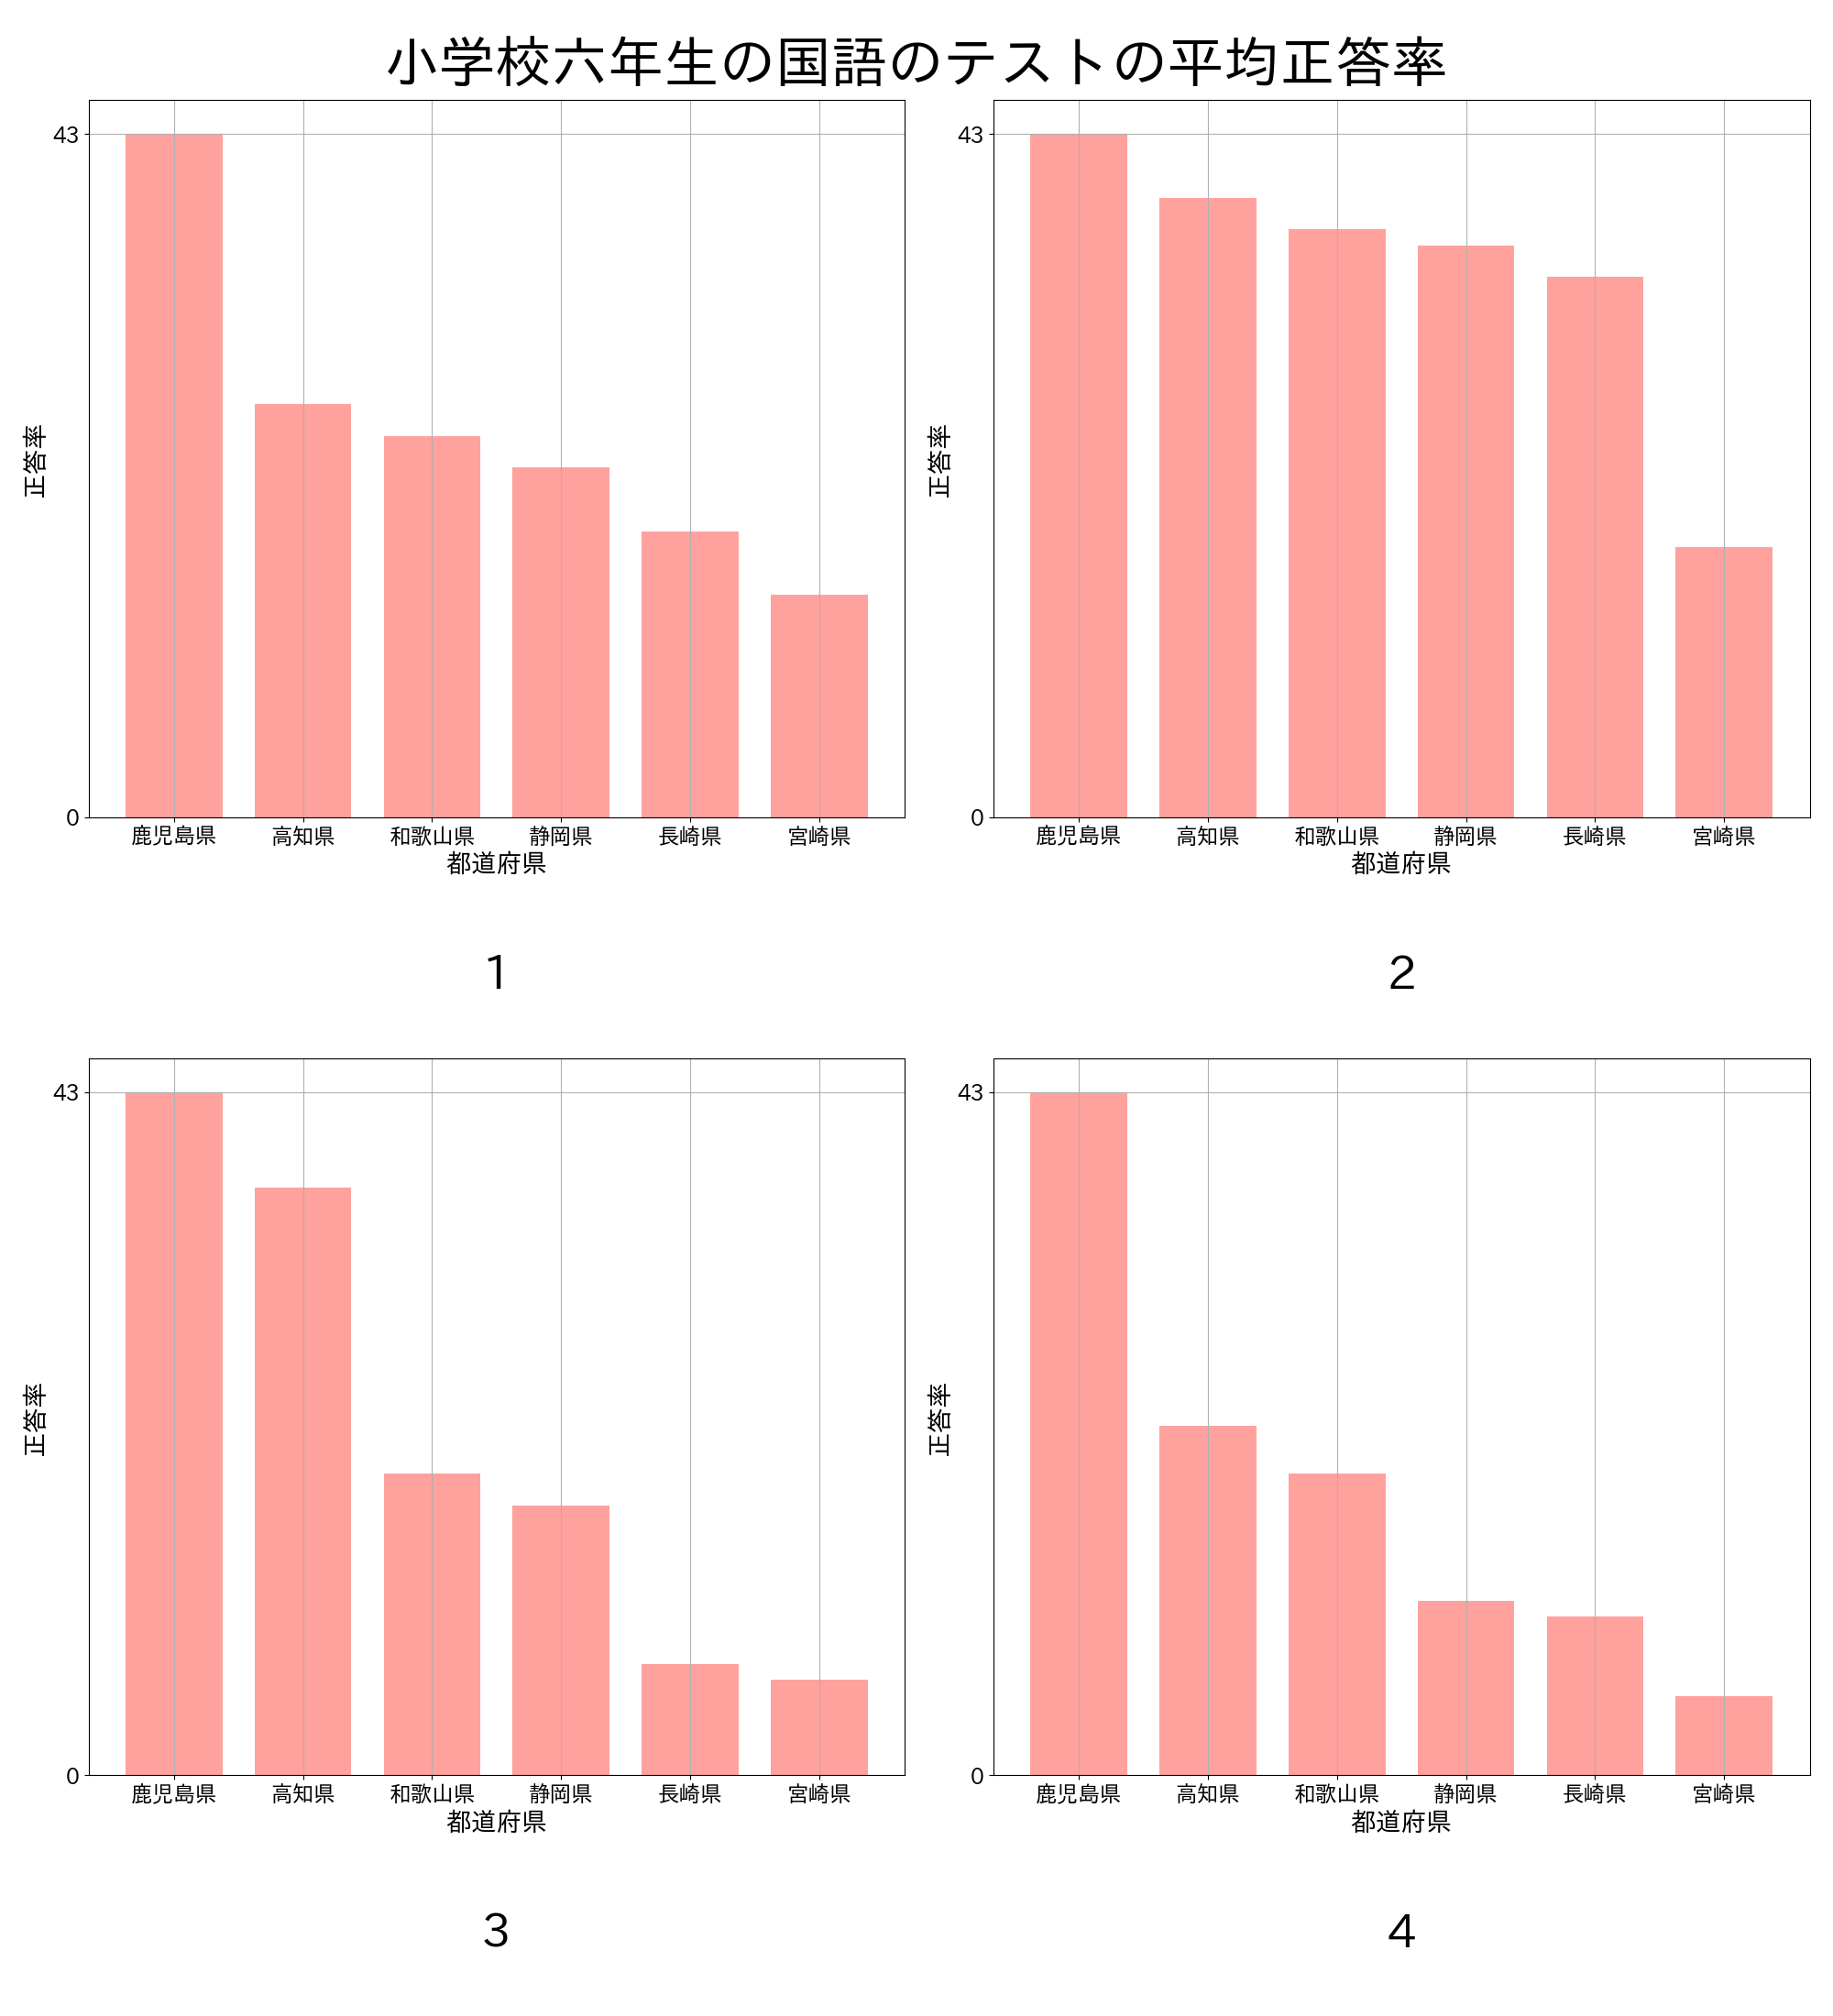 小学校六年生の国語のテストの平均正答率
43
0
正答率
鹿児島県 高知県 和歌山県 静岡県 長崎県 宮崎県
都道府県
1
43
0
正答率
鹿児島県 高知県 和歌山県 静岡県 長崎県 宮崎県
都道府県
2
43
0
正答率
鹿児島県 高知県 和歌山県 静岡県 長崎県 宮崎県
都道府県
3
43
0
正答率
鹿児島県 高知県 和歌山県 静岡県 長崎県 宮崎県
都道府県
4